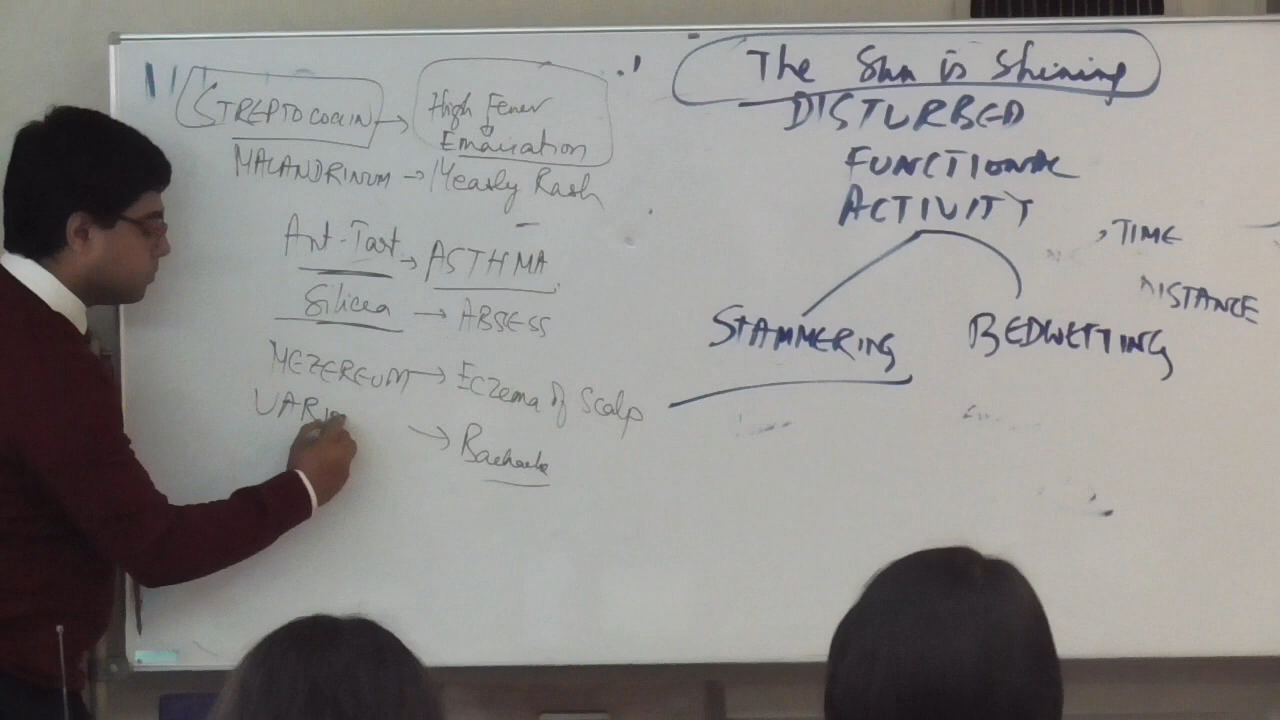 STREPTOCOCCIN → High Fever
Emaciation
MALANDRINUM → Measly Rash
Ant-Tart → ASTHMA
Silicea → ABSESS
MEZEREUM → Eczema of Scalp
VARIO → Backache
The Sun is Shining
DISTURBED
FUNCTIONAL
ACTIVITY
TIME
DISTANCE
STAMMERING
BEDWETTING